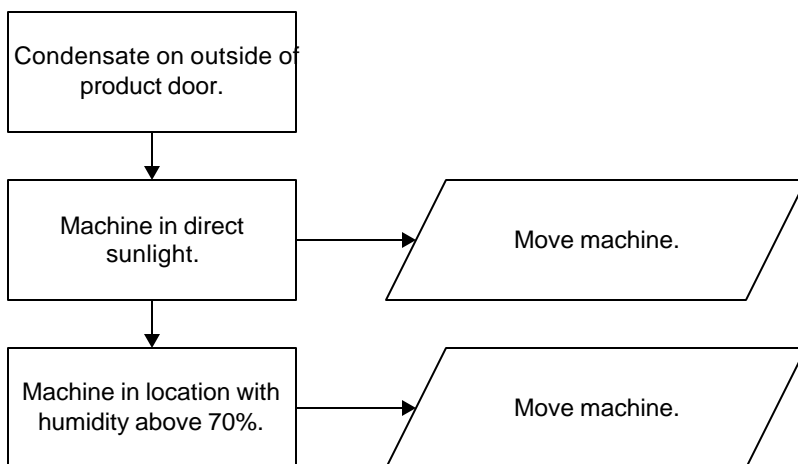 Condensate on outside of
product door.
Machine in direct
sunlight.
Move machine.
Machine in location with
humidity above 70%.
Move machine.